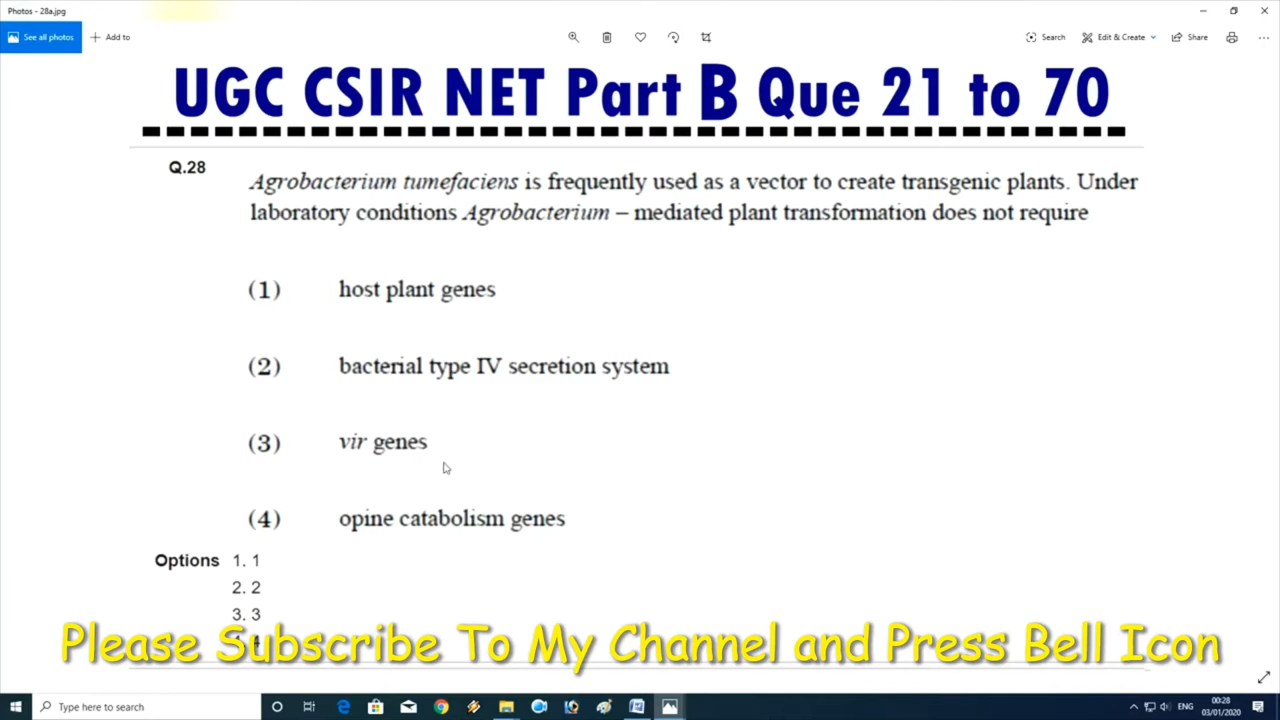 Photos - 28a.jpg
See all photos
Add to
Search
Edit & Create
Share
UGC CSIR NET Part B Que 21 to 70
Q.28
Agrobacterium tumefaciens is frequently used as a vector to create transgenic plants. Under
laboratory conditions Agrobacterium – mediated plant transformation does not require
(1) host plant genes
(2) bacterial type IV secretion system
(3) vir genes
(4) opine catabolism genes
Options 1. 1
2. 2
3. 3
Please Subscribe To My Channel and Press Bell Icon
Type here to search
ENG
00:28
03/01/2020